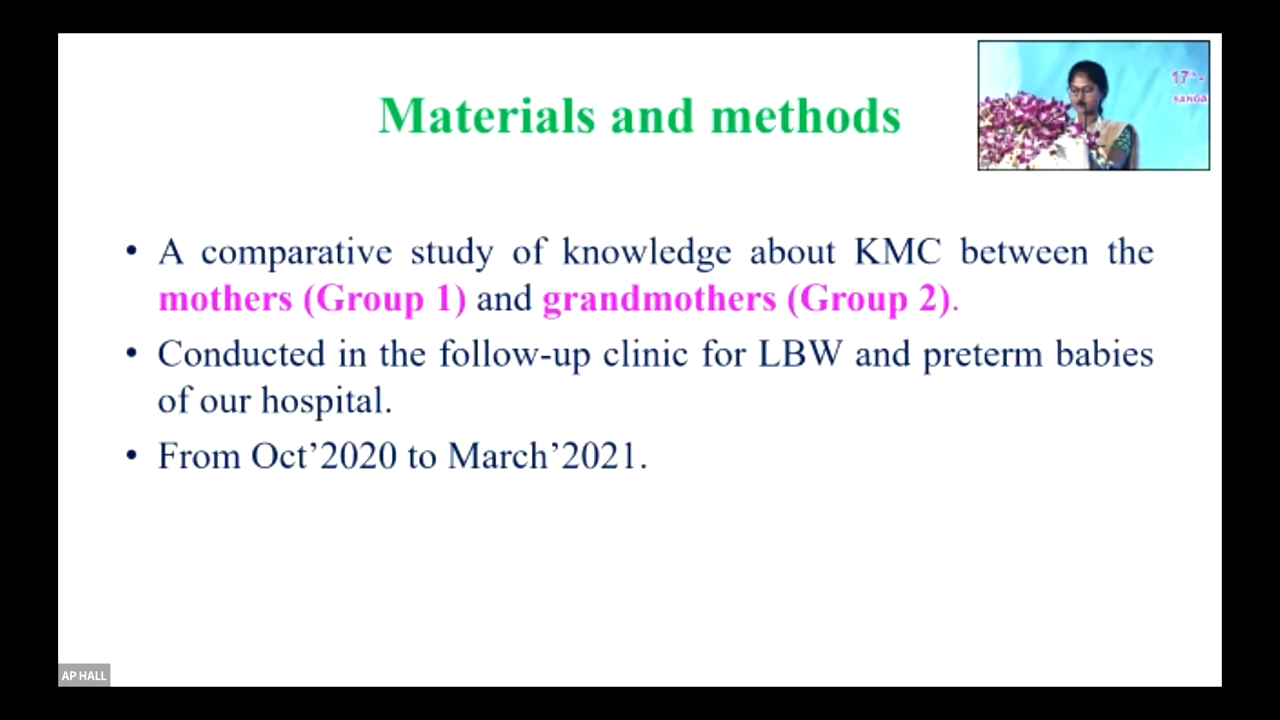 Materials and methods
17th-
SANGA
• A comparative study of knowledge about KMC between the
mothers (Group 1) and grandmothers (Group 2).
• Conducted in the follow-up clinic for LBW and preterm babies
of our hospital.
• From Oct’2020 to March’2021.
AP HALL